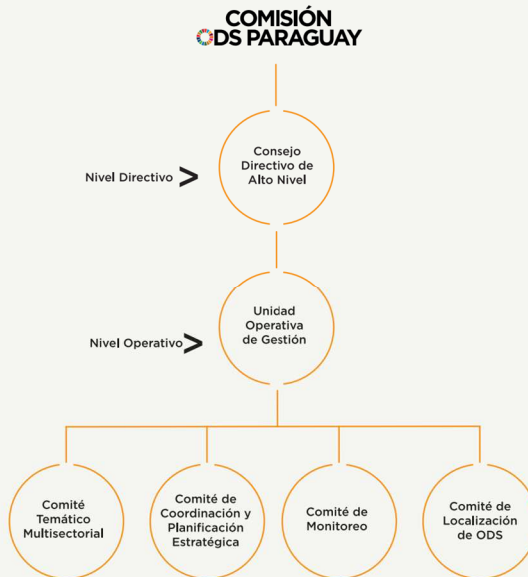 COMISIÓN
ODS PARAGUAY
Consejo
Directivo de
Alto Nivel
Nivel Directivo >
Unidad
Operativa
de Gestión
Nivel Operativo >
Comité
Temático
Multisectorial
Comité de
Coordinación y
Planificación
Estratégica
Comité de
Monitoreo
Comité de
Localización
de ODS